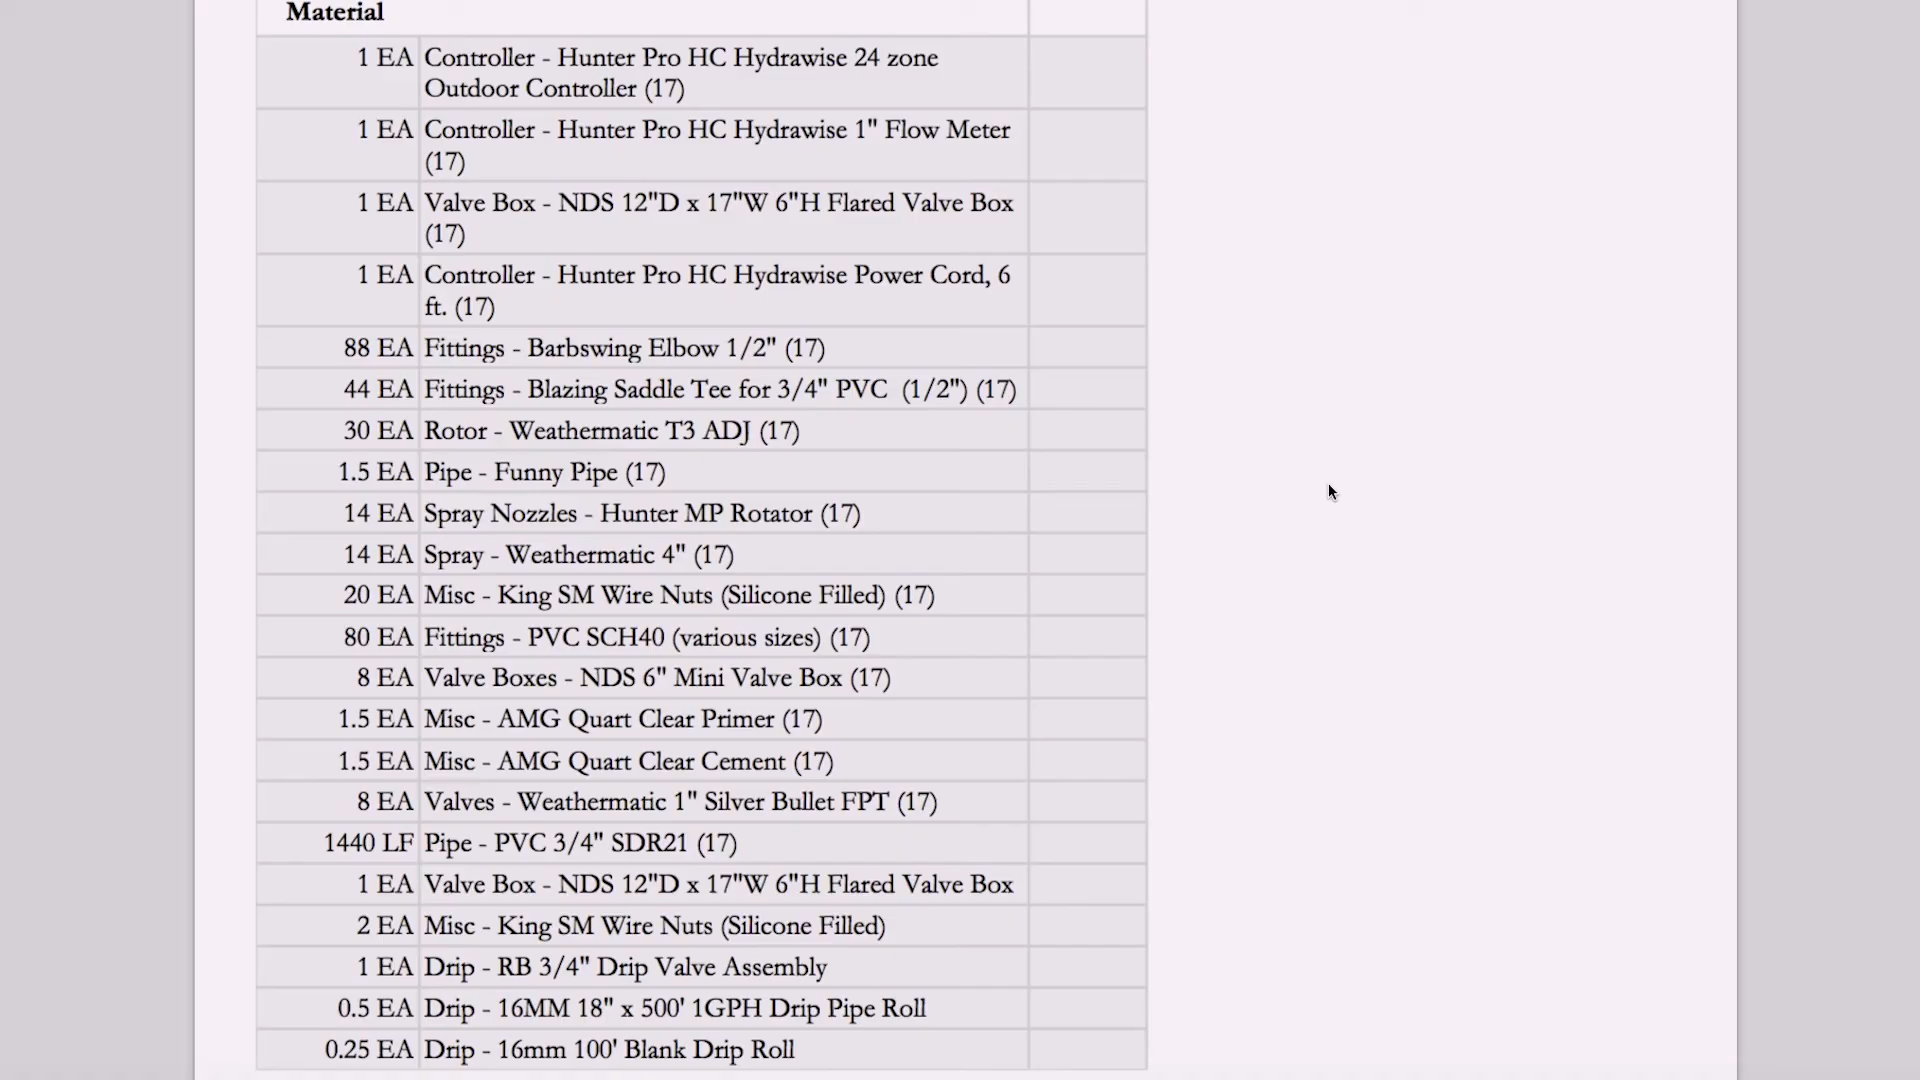 Material
1 EA Controller - Hunter Pro HC Hydrawise 24 zone
Outdoor Controller (17)
1 EA Controller - Hunter Pro HC Hydrawise 1" Flow Meter
(17)
1 EA Valve Box - NDS 12"D x 17"W 6"H Flared Valve Box
(17)
1 EA Controller - Hunter Pro HC Hydrawise Power Cord, 6
ft. (17)
88 EA Fittings - Barbswing Elbow 1/2" (17)
44 EA Fittings - Blazing Saddle Tee for 3/4" PVC  (1/2") (17)
30 EA Rotor - Weathermatic T3 ADJ (17)
1.5 EA Pipe - Funny Pipe (17)
14 EA Spray Nozzles - Hunter MP Rotator (17)
14 EA Spray - Weathermatic 4" (17)
20 EA Misc - King SM Wire Nuts (Silicone Filled) (17)
80 EA Fittings - PVC SCH40 (various sizes) (17)
8 EA Valve Boxes - NDS 6" Mini Valve Box (17)
1.5 EA Misc - AMG Quart Clear Primer (17)
1.5 EA Misc - AMG Quart Clear Cement (17)
8 EA Valves - Weathermatic 1" Silver Bullet FPT (17)
1440 LF Pipe - PVC 3/4" SDR21 (17)
1 EA Valve Box - NDS 12"D x 17"W 6"H Flared Valve Box
2 EA Misc - King SM Wire Nuts (Silicone Filled)
1 EA Drip - RB 3/4" Drip Valve Assembly
0.5 EA Drip - 16MM 18" x 500' 1GPH Drip Pipe Roll
0.25 EA Drip - 16mm 100' Blank Drip Roll